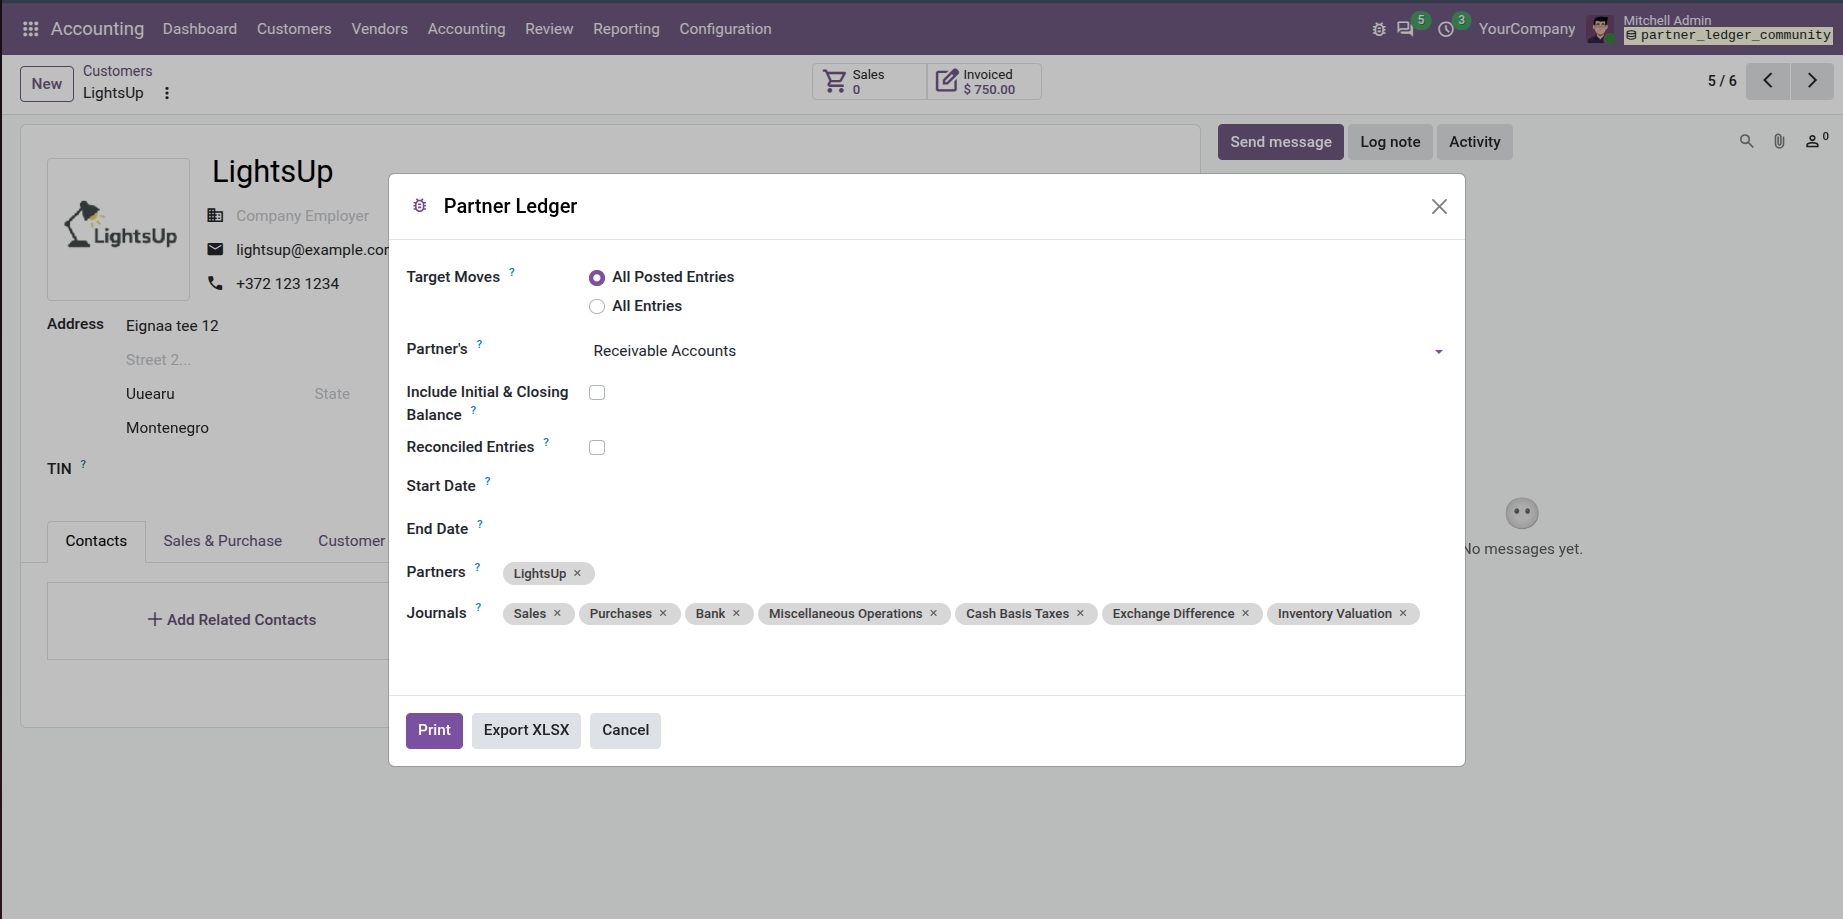 Accounting Dashboard Customers Vendors Accounting Review Reporting Configuration 5 3 YourCompany Mitchell Admin
partner_ledger_community
New Customers
LightsUp
Sales
0
Invoiced
$ 750.00
5 / 6
Send message Log note Activity 0
LightsUp
LightsUp
Company Employer
lightsup@example.com
+372 123 1234
Address Eignaa tee 12
Street 2...
Uuearu State
Montenegro
TIN ?
Contacts Sales & Purchase Customer
+ Add Related Contacts
No messages yet.
Partner Ledger
Target Moves ? All Posted Entries
All Entries
Partner's ? Receivable Accounts
Include Initial & Closing
Balance ?
Reconciled Entries ?
Start Date ?
End Date ?
Partners ? LightsUp ×
Journals ? Sales × Purchases × Bank × Miscellaneous Operations × Cash Basis Taxes × Exchange Difference × Inventory Valuation ×
Print Export XLSX Cancel